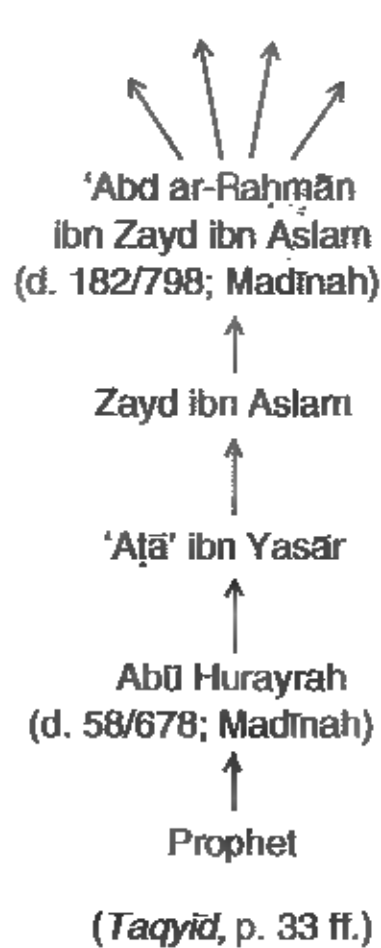 ‘Abd ar-Raḥmān
ibn Zayd ibn Aslam
(d. 182/798; Madīnah)
Zayd ibn Aslam
‘Aṭā’ ibn Yasār
Abū Hurayrah
(d. 58/678; Madīnah)
Prophet
(Taqyīd, p. 33 ff.)